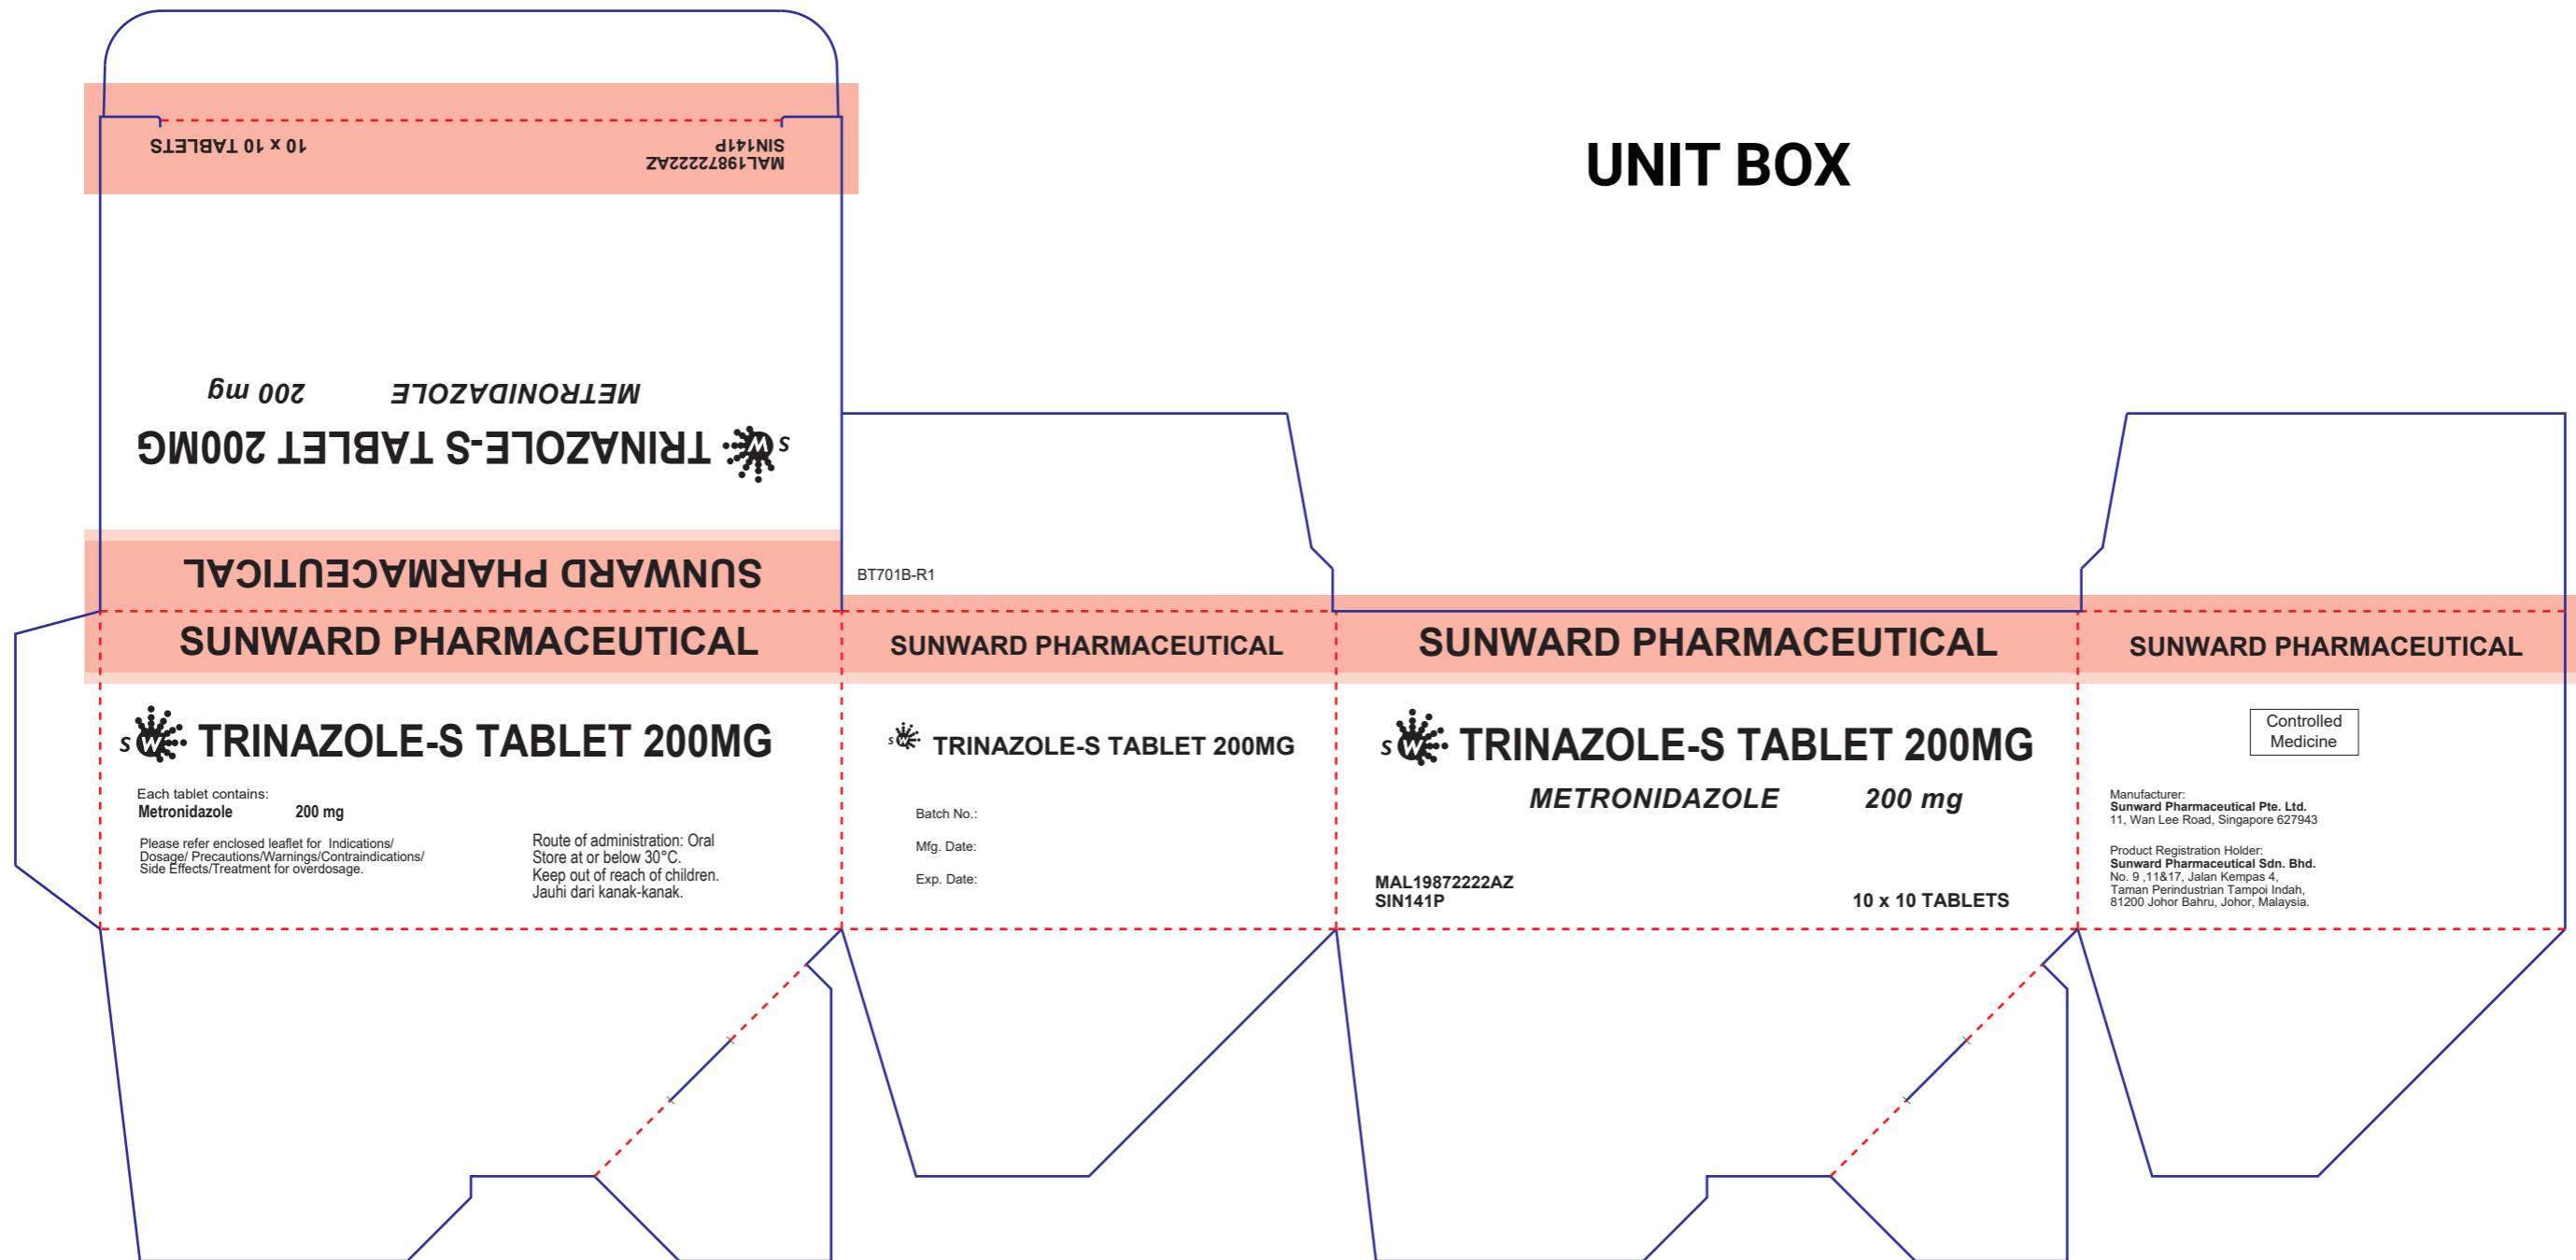 UNIT BOX
10 x 10 TABLETS
MAL19872222AZ
SIN141P
METRONIDAZOLE 200 mg
SW TRINAZOLE-S TABLET 200MG
SUNWARD PHARMACEUTICAL
BT701B-R1
SUNWARD PHARMACEUTICAL
SW TRINAZOLE-S TABLET 200MG
Each tablet contains:
Metronidazole 200 mg
Please refer enclosed leaflet for Indications/
Dosage/ Precautions/Warnings/Contraindications/
Side Effects/Treatment for overdosage.
Route of administration: Oral
Store at or below 30°C.
Keep out of reach of children.
Jauhi dari kanak-kanak.
SUNWARD PHARMACEUTICAL
SW TRINAZOLE-S TABLET 200MG
Batch No.:
Mfg. Date:
Exp. Date:
SUNWARD PHARMACEUTICAL
SW TRINAZOLE-S TABLET 200MG
METRONIDAZOLE 200 mg
MAL19872222AZ
SIN141P
10 x 10 TABLETS
SUNWARD PHARMACEUTICAL
Controlled
Medicine
Manufacturer:
Sunward Pharmaceutical Pte. Ltd.
11, Wan Lee Road, Singapore 627943
Product Registration Holder:
Sunward Pharmaceutical Sdn. Bhd.
No. 9 ,11&17, Jalan Kempas 4,
Taman Perindustrian Tampoi Indah,
81200 Johor Bahru, Johor, Malaysia.